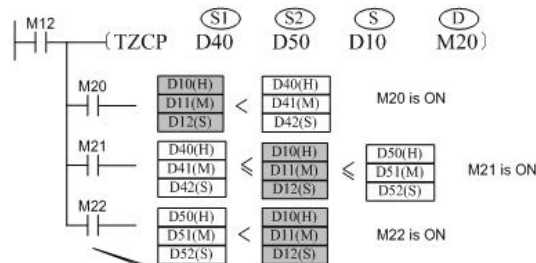 M12 S1 S2 S D
TZCP D40 D50 D10 M20
M20 D10(H) D40(H)
D11(M) < D41(M) M20 is ON
D12(S) D42(S)
M21 D40(H) D10(H) D50(H)
D41(M) ≤ D11(M) ≤ D51(M) M21 is ON
D42(S) D12(S) D52(S)
M22 D50(H) D10(H)
D51(M) < D11(M) M22 is ON
D52(S) D12(S)